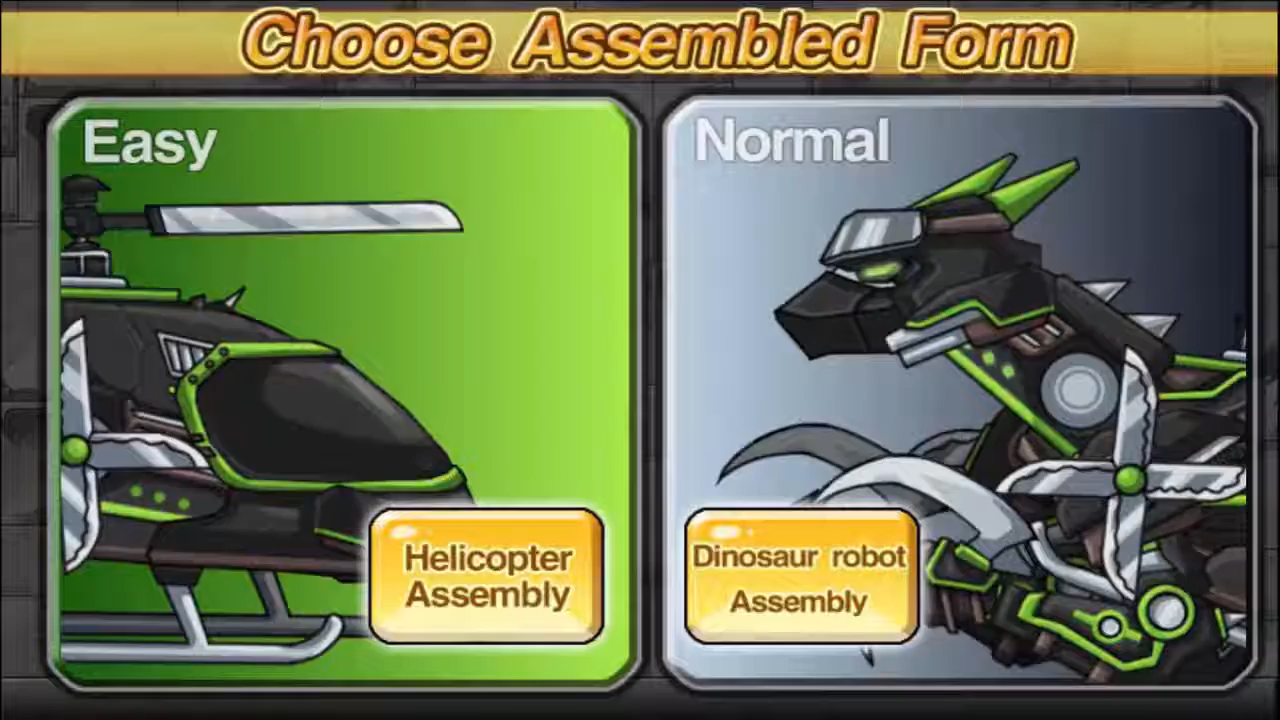 Choose Assembled Form
Easy
Normal
Helicopter
Assembly
Dinosaur robot
Assembly